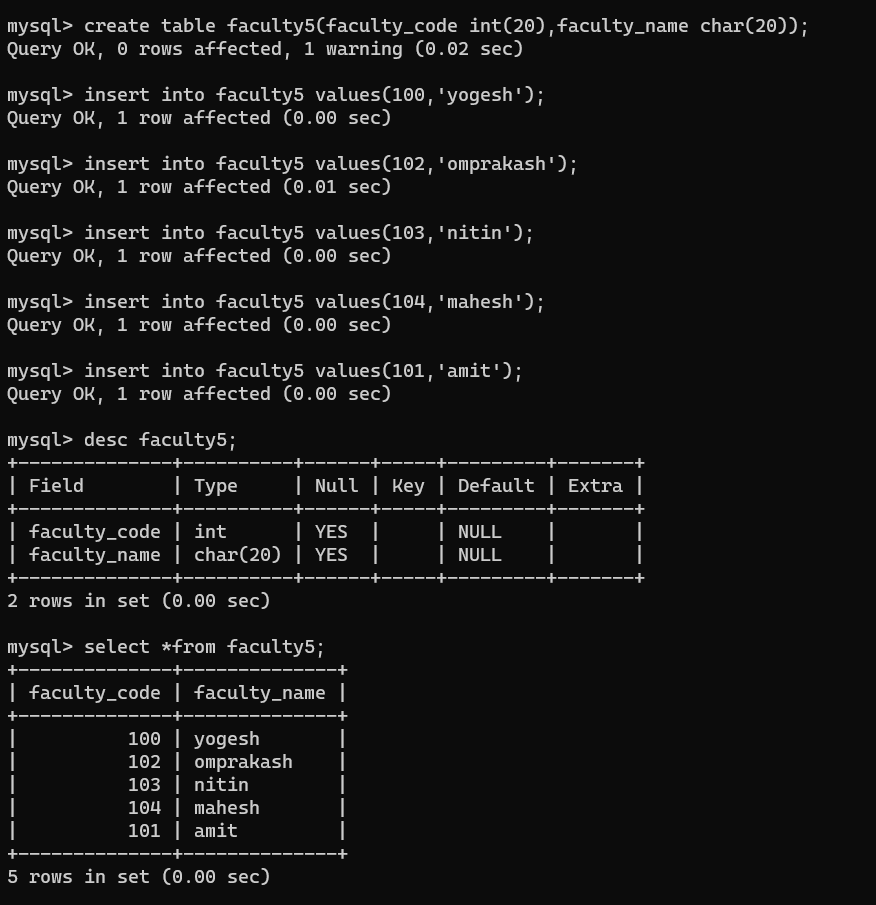 mysql> create table faculty5(faculty_code int(20),faculty_name char(20));
Query OK, 0 rows affected, 1 warning (0.02 sec)

mysql> insert into faculty5 values(100,'yogesh');
Query OK, 1 row affected (0.00 sec)

mysql> insert into faculty5 values(102,'omprakash');
Query OK, 1 row affected (0.01 sec)

mysql> insert into faculty5 values(103,'nitin');
Query OK, 1 row affected (0.00 sec)

mysql> insert into faculty5 values(104,'mahesh');
Query OK, 1 row affected (0.00 sec)

mysql> insert into faculty5 values(101,'amit');
Query OK, 1 row affected (0.00 sec)

mysql> desc faculty5;
+--------------+----------+------+-----+---------+-------+
| Field        | Type     | Null | Key | Default | Extra |
+--------------+----------+------+-----+---------+-------+
| faculty_code | int      | YES  |     | NULL    |       |
| faculty_name | char(20) | YES  |     | NULL    |       |
+--------------+----------+------+-----+---------+-------+
2 rows in set (0.00 sec)

mysql> select *from faculty5;
+--------------+--------------+
| faculty_code | faculty_name |
+--------------+--------------+
|          100 | yogesh       |
|          102 | omprakash    |
|          103 | nitin        |
|          104 | mahesh       |
|          101 | amit         |
+--------------+--------------+
5 rows in set (0.00 sec)